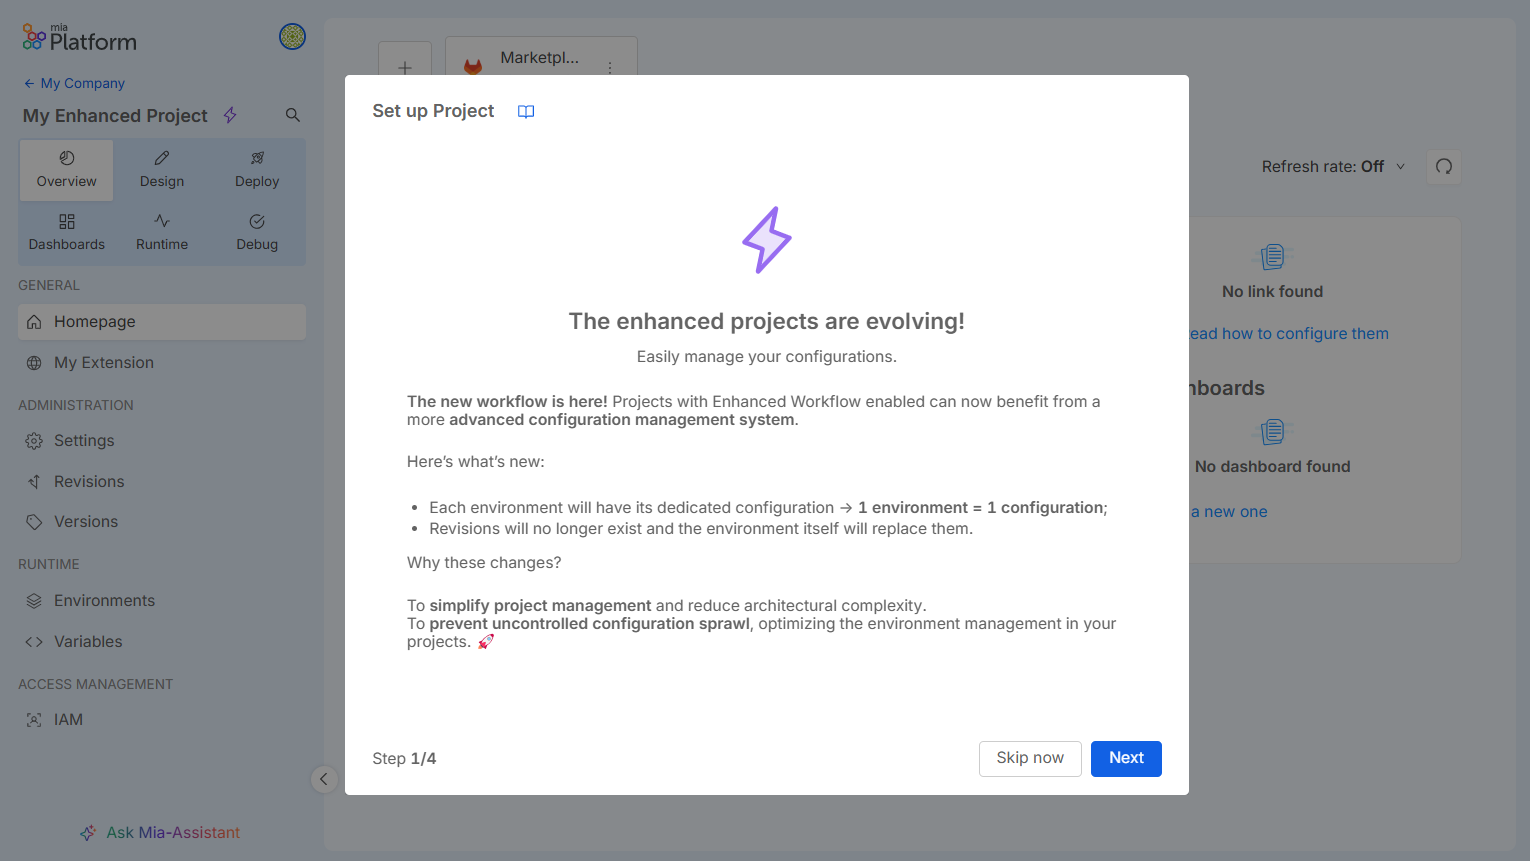 mia
Platform
My Company
My Enhanced Project
Overview
Design
Deploy
Dashboards
Runtime
Debug
GENERAL
Homepage
My Extension
ADMINISTRATION
Settings
Revisions
Versions
RUNTIME
Environments
Variables
ACCESS MANAGEMENT
IAM
Ask Mia-Assistant
Marketpl...
Refresh rate: Off
No link found
ead how to configure them
boards
No dashboard found
a new one
Set up Project
The enhanced projects are evolving!
Easily manage your configurations.
The new workflow is here! Projects with Enhanced Workflow enabled can now benefit from a
more advanced configuration management system.
Here’s what’s new:
• Each environment will have its dedicated configuration → 1 environment = 1 configuration;
• Revisions will no longer exist and the environment itself will replace them.
Why these changes?
To simplify project management and reduce architectural complexity.
To prevent uncontrolled configuration sprawl, optimizing the environment management in your
projects. 🚀
Step 1/4
Skip now
Next